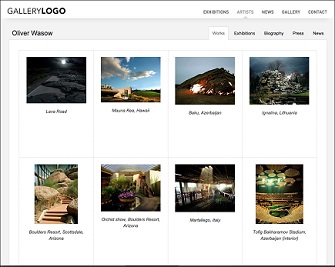 GALLERYLOGO
EXHIBITIONS ARTISTS NEWS GALLERY CONTACT
Oliver Wasow
Works Exhibitions Biography Press News
Lava Road
Mauna Kea, Hawaii
Baku, Azerbaijan
Ignalina, Lithuania
Boulders Resort, Scottsdale,
Arizona
Orchid show, Boulders Resort,
Arizona
Martellago, Italy
Tofig Bakhramov Stadium,
Azerbaijan (interior)